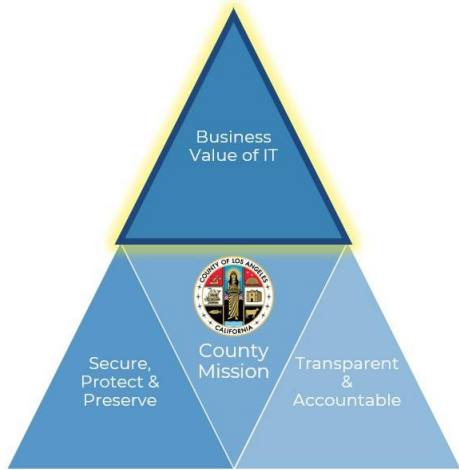 Business
Value of IT
COUNTY OF LOS ANGELES
CALIFORNIA
County
Mission
Secure,
Protect &
Preserve
Transparent
&
Accountable